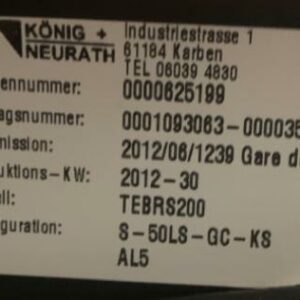 KÖNIG +
NEURATH
Industriestrasse 1
61184 Karben
TEL 06039 4830
ennummer: 0000625199
agsnummer: 0001093063-000035
mission: 2012/06/1239 Gare d
uktions-KW: 2012-30
ll: TEBRS200
guration: S-50LS-GC-KS
AL5